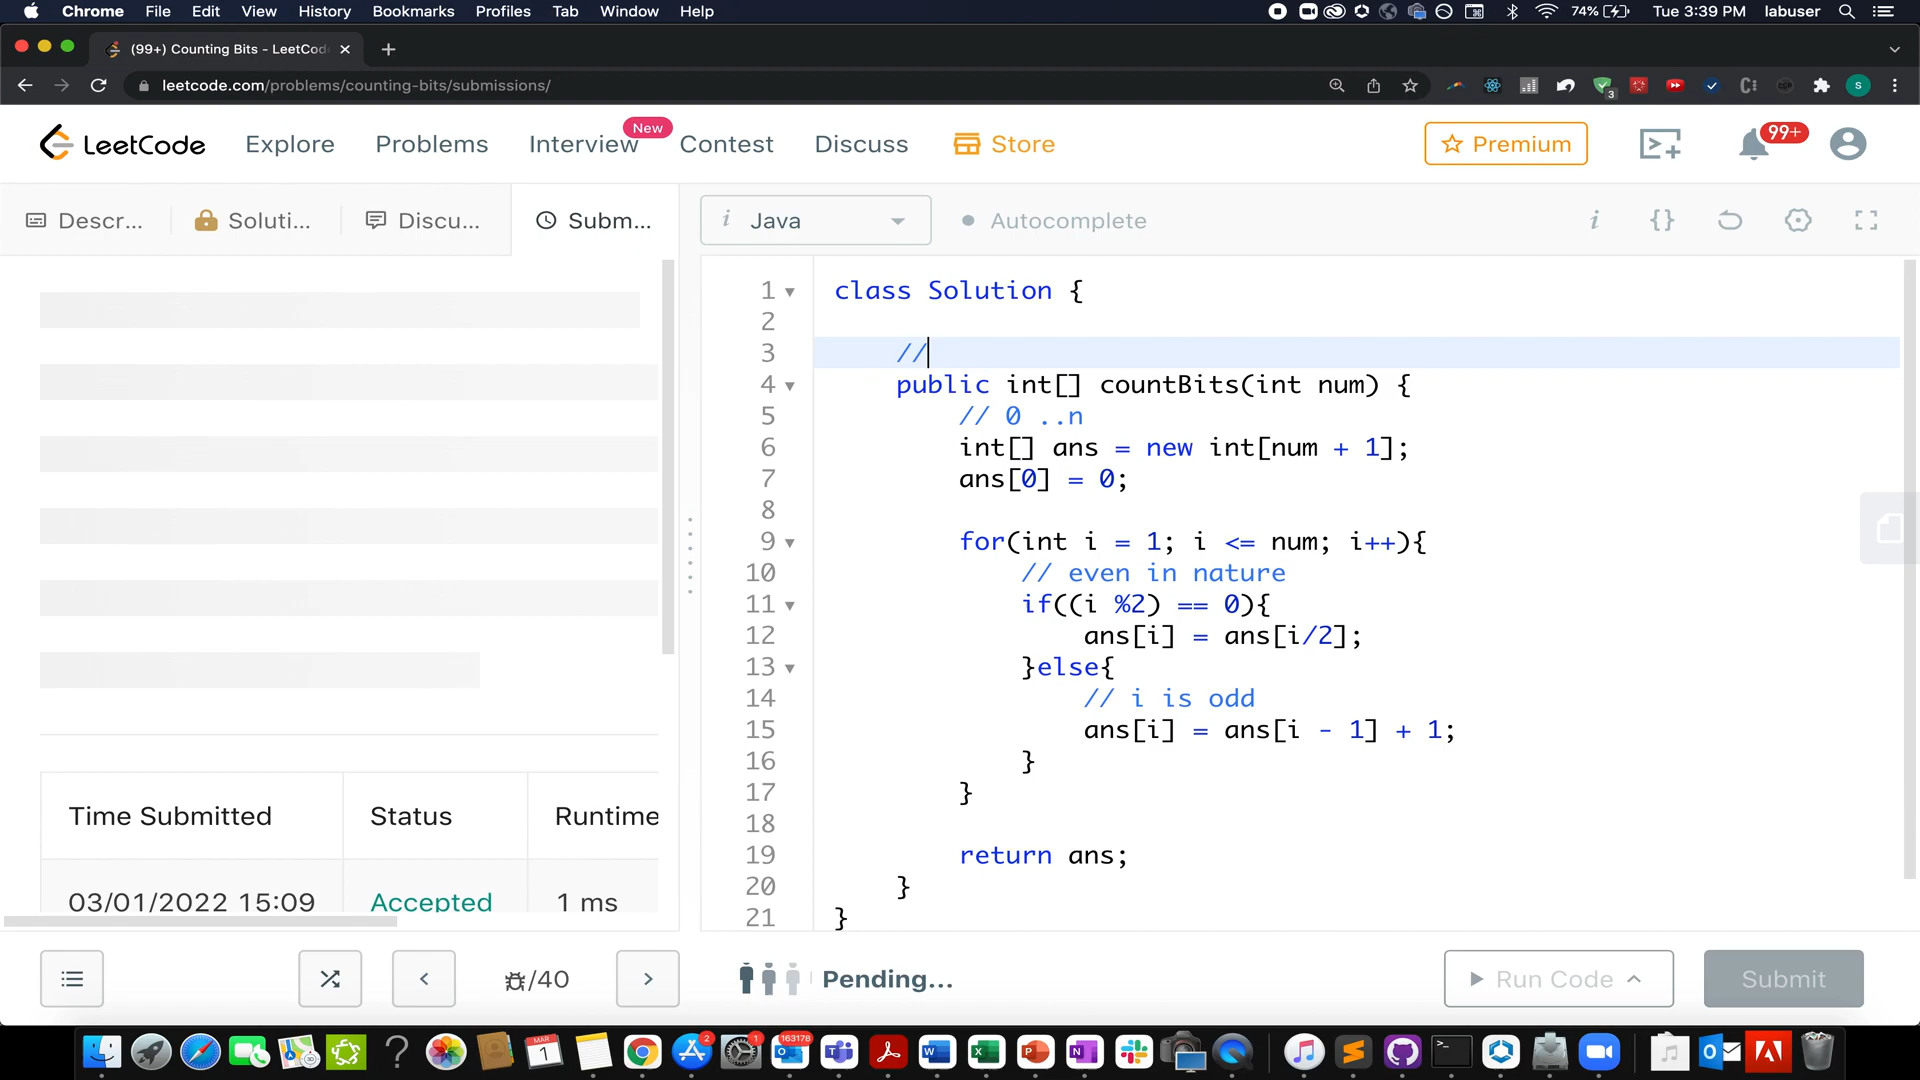 Chrome File Edit View History Bookmarks Profiles Tab Window Help 74% Tue 3:39 PM labuser
(99+) Counting Bits - LeetCod
leetcode.com/problems/counting-bits/submissions/
3
S
LeetCode Explore Problems Interview New Contest Discuss Store Premium 99+
Descr... Soluti... Discu... Subm...
i Java Autocomplete i {}
1 class Solution {
2
3 //
4 public int[] countBits(int num) {
5 // 0 ..n
6 int[] ans = new int[num + 1];
7 ans[0] = 0;
8
9 for(int i = 1; i <= num; i++){
10 // even in nature
11 if((i %2) == 0){
12 ans[i] = ans[i/2];
13 }else{
14 // i is odd
15 ans[i] = ans[i - 1] + 1;
16 }
17 }
18
19 return ans;
20 }
21 }
Time Submitted Status Runtime
03/01/2022 15:09 Accepted 1 ms
/40 Pending... Run Code Submit
MAR
1
2
1
163178